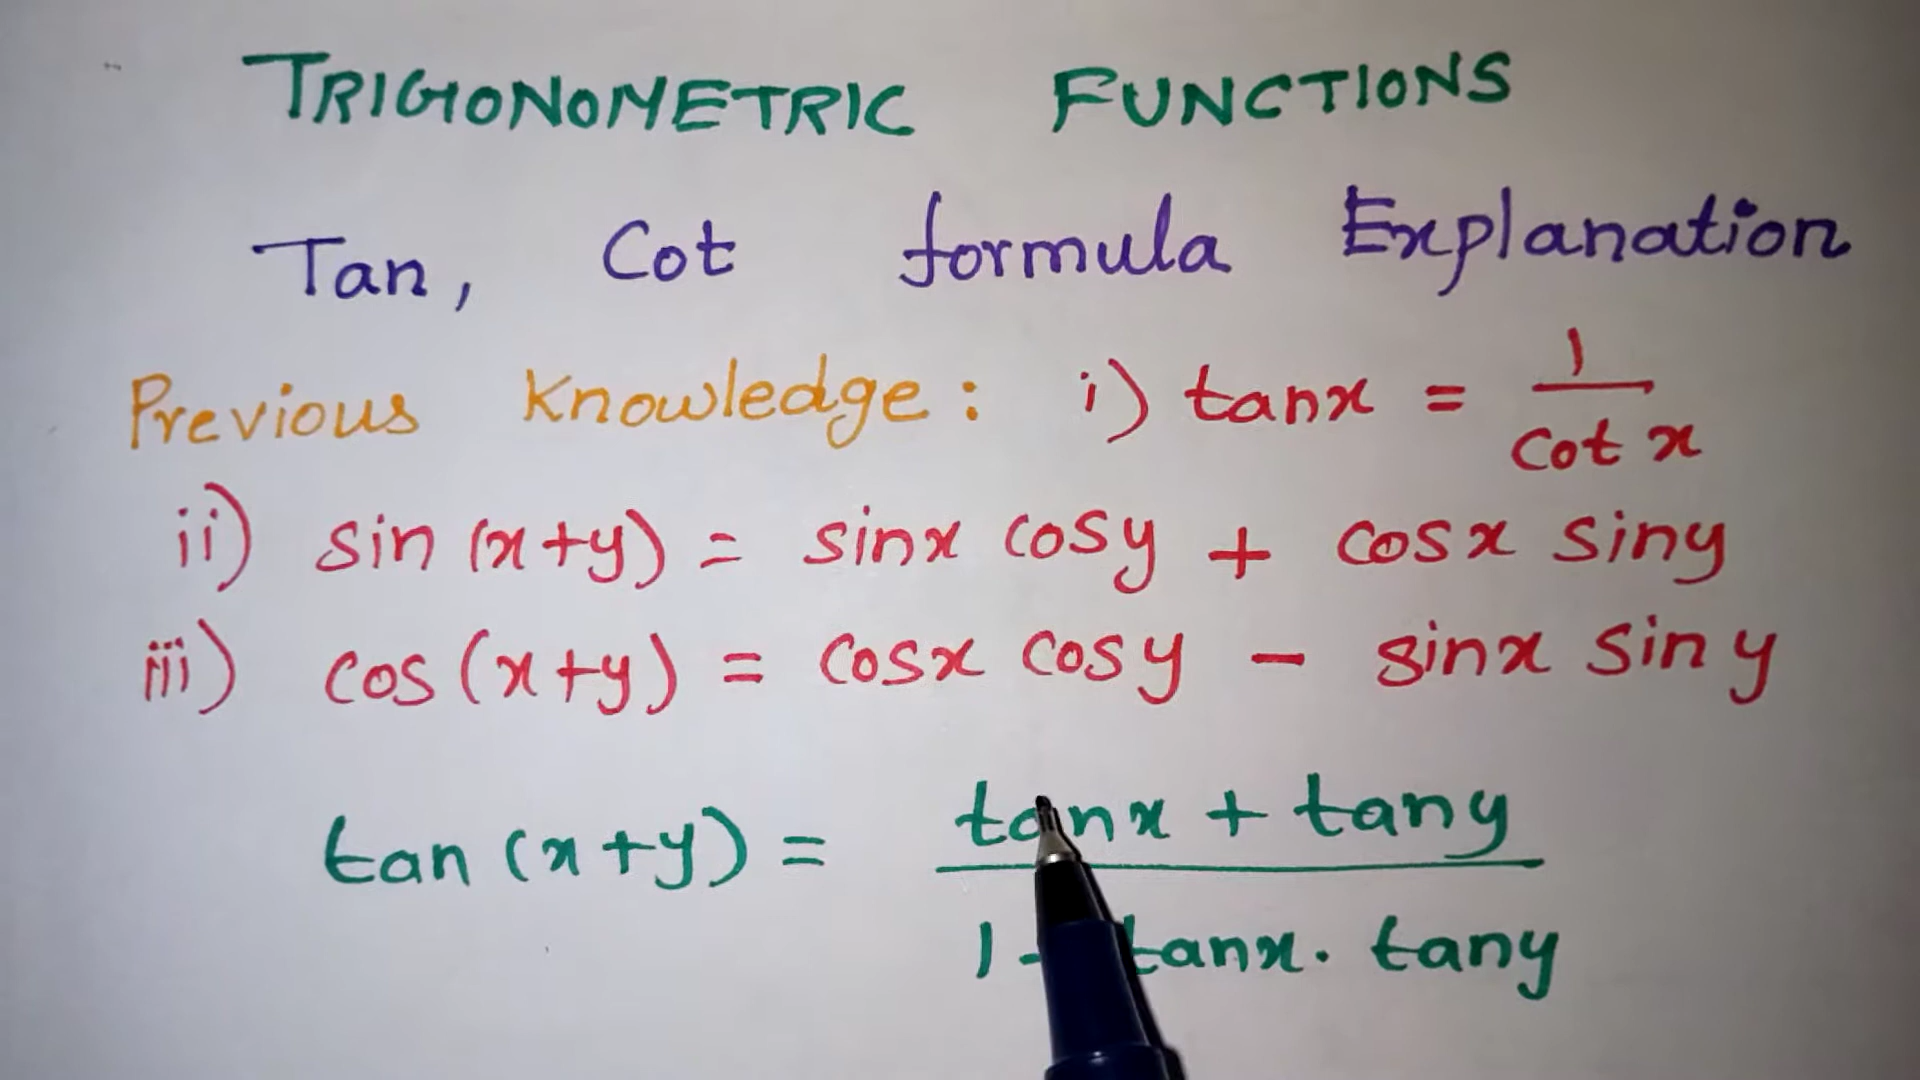 TRIGONOMETRIC FUNCTIONS
Tan, Cot formula Explanation
Previous Knowledge: i) tanx = 1/cot x
ii) sin (x+y) = sinx cosy + cosx siny
iii) cos (x+y) = cosx cosy - sinx siny
tan (x+y) = tanx + tany
1 - tanx. tany